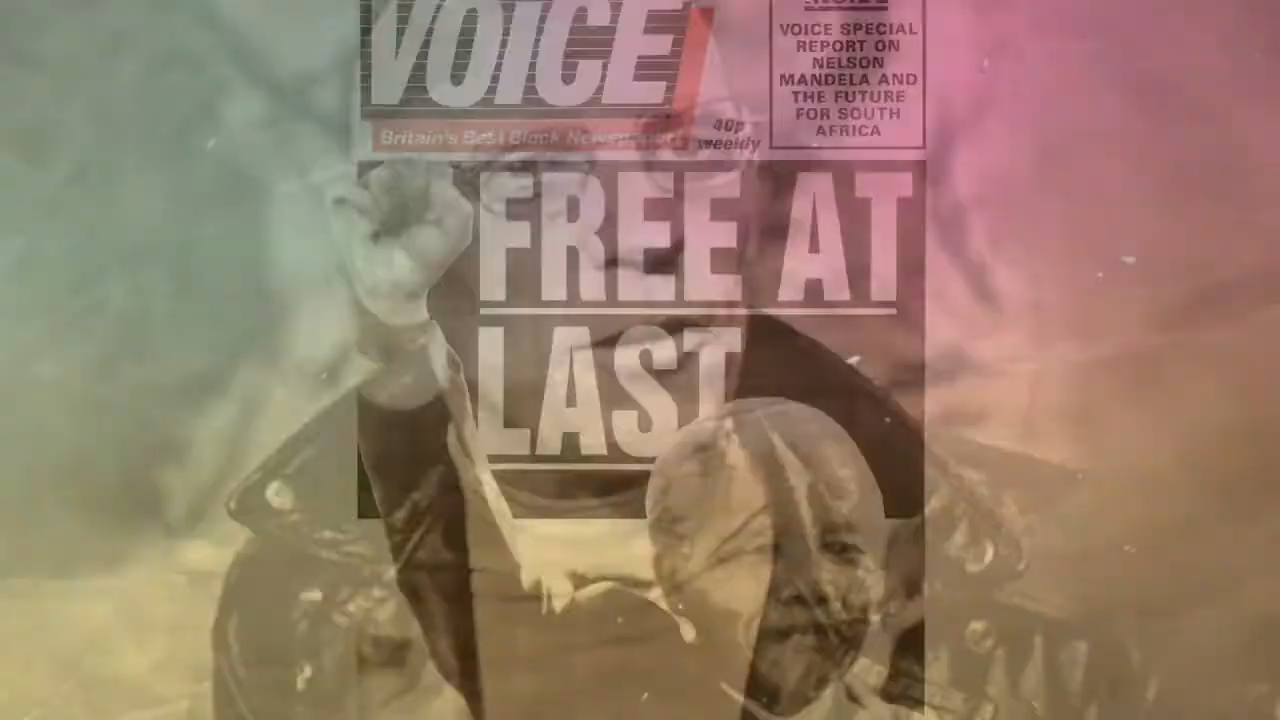 VOICE
VOICE SPECIAL
REPORT ON
NELSON
MANDELA AND
THE FUTURE
FOR SOUTH
AFRICA
Britain's Best Black Newspaper
40p
weekly
FREE AT
LAST